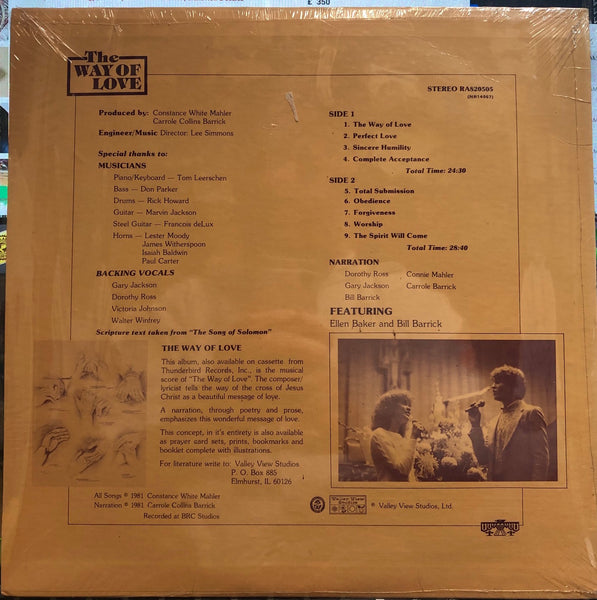 £ 350
The
WAY OF
LOVE
STEREO RA820505
(NR14067)
Produced by: Constance White Mahler
Carrole Collins Barrick
Engineer/Music Director: Lee Simmons
Special thanks to:
MUSICIANS
Piano/Keyboard — Tom Leerschen
Bass — Don Parker
Drums — Rick Howard
Guitar — Marvin Jackson
Steel Guitar — Francois deLux
Horns — Lester Moody
James Witherspoon
Isaiah Baldwin
Paul Carter
BACKING VOCALS
Gary Jackson
Dorothy Ross
Victoria Johnson
Walter Winfrey
Scripture text taken from "The Song of Solomon"
SIDE 1
1. The Way of Love
2. Perfect Love
3. Sincere Humility
4. Complete Acceptance
Total Time: 24:30
SIDE 2
5. Total Submission
6. Obedience
7. Forgiveness
8. Worship
9. The Spirit Will Come
Total Time: 28:40
NARRATION
Dorothy Ross Connie Mahler
Gary Jackson Carrole Barrick
Bill Barrick
FEATURING
Ellen Baker and Bill Barrick
THE WAY OF LOVE
This album, also available on cassette from
Thunderbird Records, Inc., is the musical
score of "The Way of Love". The composer/
lyricist tells the way of the cross of Jesus
Christ as a beautiful message of love.
A narration, through poetry and prose,
emphasizes this wonderful message of love.
This concept, in it's entirety is also available
as prayer card sets, prints, bookmarks and
booklet complete with illustrations.
For literature write to: Valley View Studios
P. O. Box 885
Elmhurst, IL 60126
All Songs ℗ 1981 Constance White Mahler
Narration ℗ 1981 Carrole Collins Barrick
Recorded at BRC Studios
Valley View
Studios
℗ Valley View Studios, Ltd.